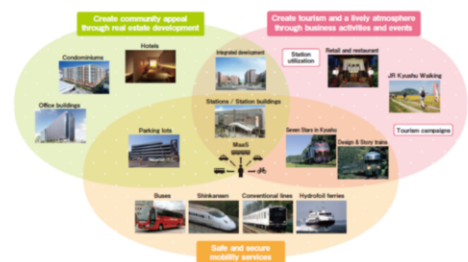 Create community appeal
through real estate development
Create tourism and a lively atmosphere
through business activities and events
Hotels
Condominiums
Integrated development
Station
utilization
Retail and restaurant
JR Kyushu Walking
Office buildings
Stations / Station buildings
Parking lots
Tourism campaigns
MaaS
Seven Stars in Kyushu
Design & Story trains
Buses
Shinkansen
Conventional lines
Hydrofoil ferries
Safe and secure
mobility services